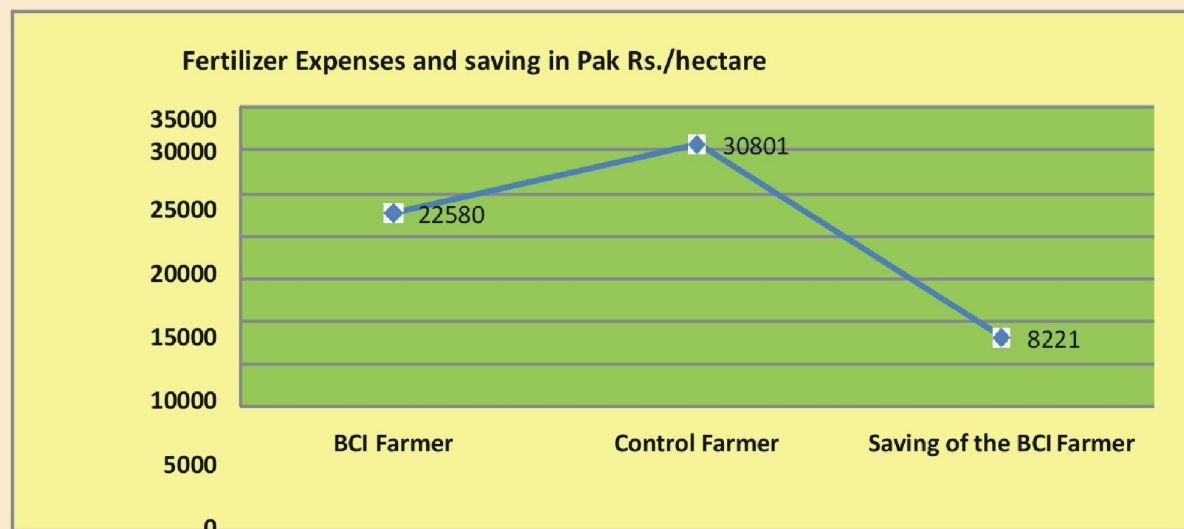 Fertilizer Expenses and saving in Pak Rs./hectare
35000
30000
30801
25000
22580
20000
15000
8221
10000
BCI Farmer
Control Farmer
Saving of the BCI Farmer
5000
0